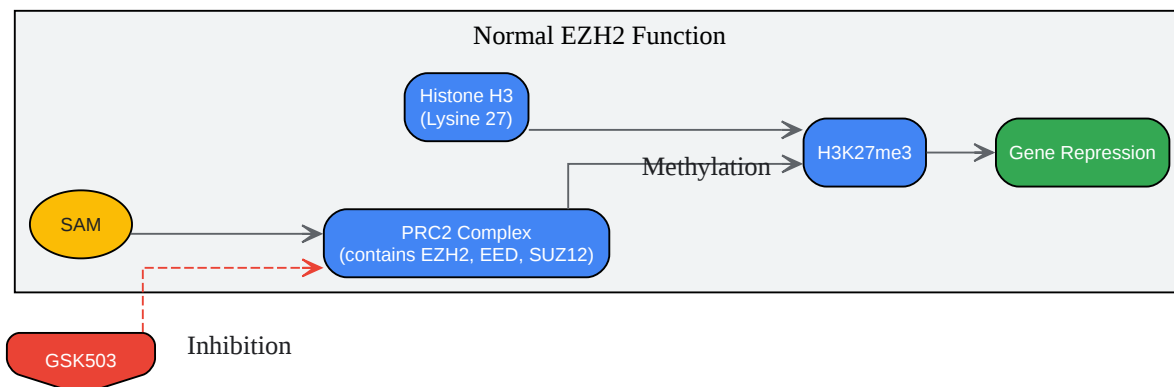 Normal EZH2 Function
Histone H3
(Lysine 27)
H3K27me3
Gene Repression
Methylation
SAM
PRC2 Complex
(contains EZH2, EED, SUZ12)
GSK503
Inhibition